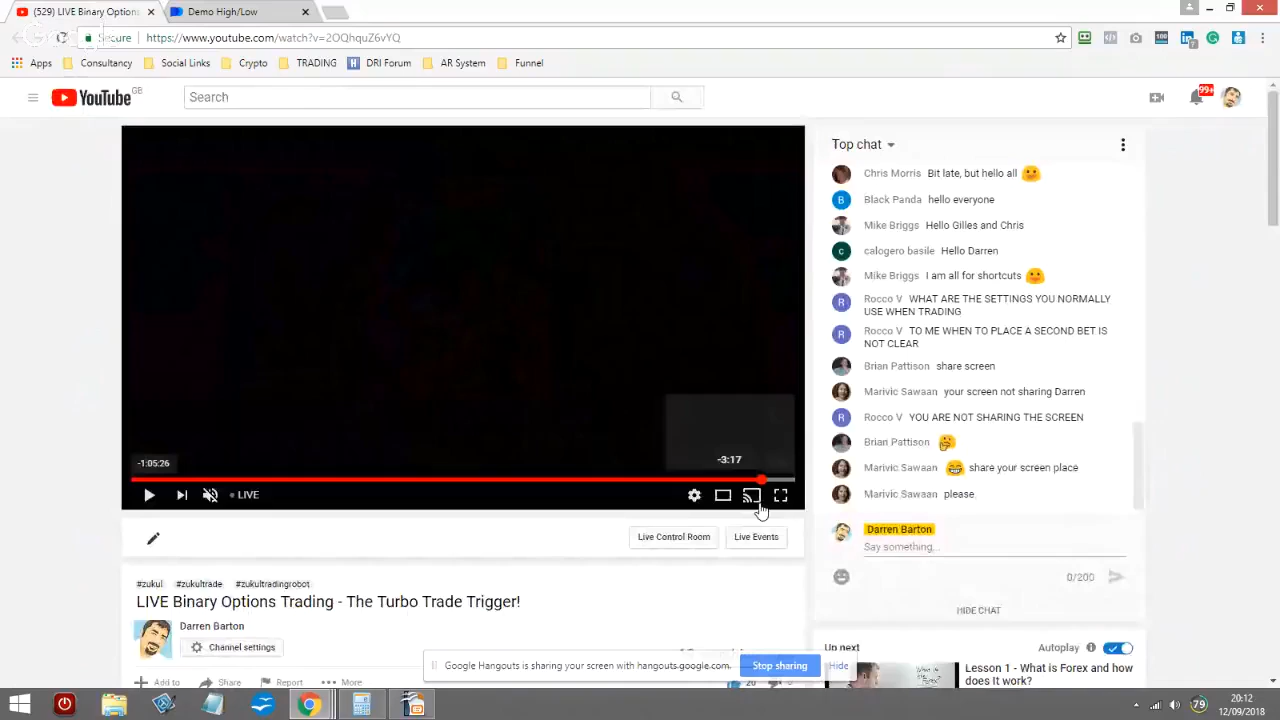 (529) LIVE Binary Option
Demo High/Low
Secure
https://www.youtube.com/watch?v=2OQhquZ6vYQ
Apps
Consultancy
Social Links
Crypto
TRADING
DRI Forum
AR System
Funnel
YouTube GB
Search
99+
Top chat
Chris Morris Bit late, but hello all
Black Panda hello everyone
Mike Briggs Hello Gilles and Chris
calogero basile Hello Darren
Mike Briggs I am all for shortcuts
Rocco V WHAT ARE THE SETTINGS YOU NORMALLY
USE WHEN TRADING
Rocco V TO ME WHEN TO PLACE A SECOND BET IS
NOT CLEAR
Brian Pattison share screen
Marivic Sawaan your screen not sharing Darren
Rocco V YOU ARE NOT SHARING THE SCREEN
Brian Pattison
Marivic Sawaan share your screen place
Marivic Sawaan please
Darren Barton
Say something...
0/200
HIDE CHAT
-1:05:26
-3:17
LIVE
Live Control Room
Live Events
#zukul #zukultrade #zukultradingrobot
LIVE Binary Options Trading - The Turbo Trade Trigger!
Darren Barton
Channel settings
Add to
Share
Report
More
Google Hangouts is sharing your screen with hangouts.google.com.
Stop sharing
Hide
Up next
Autoplay
Lesson 1 - What is Forex and how
does It work?
79
20:12
12/09/2018